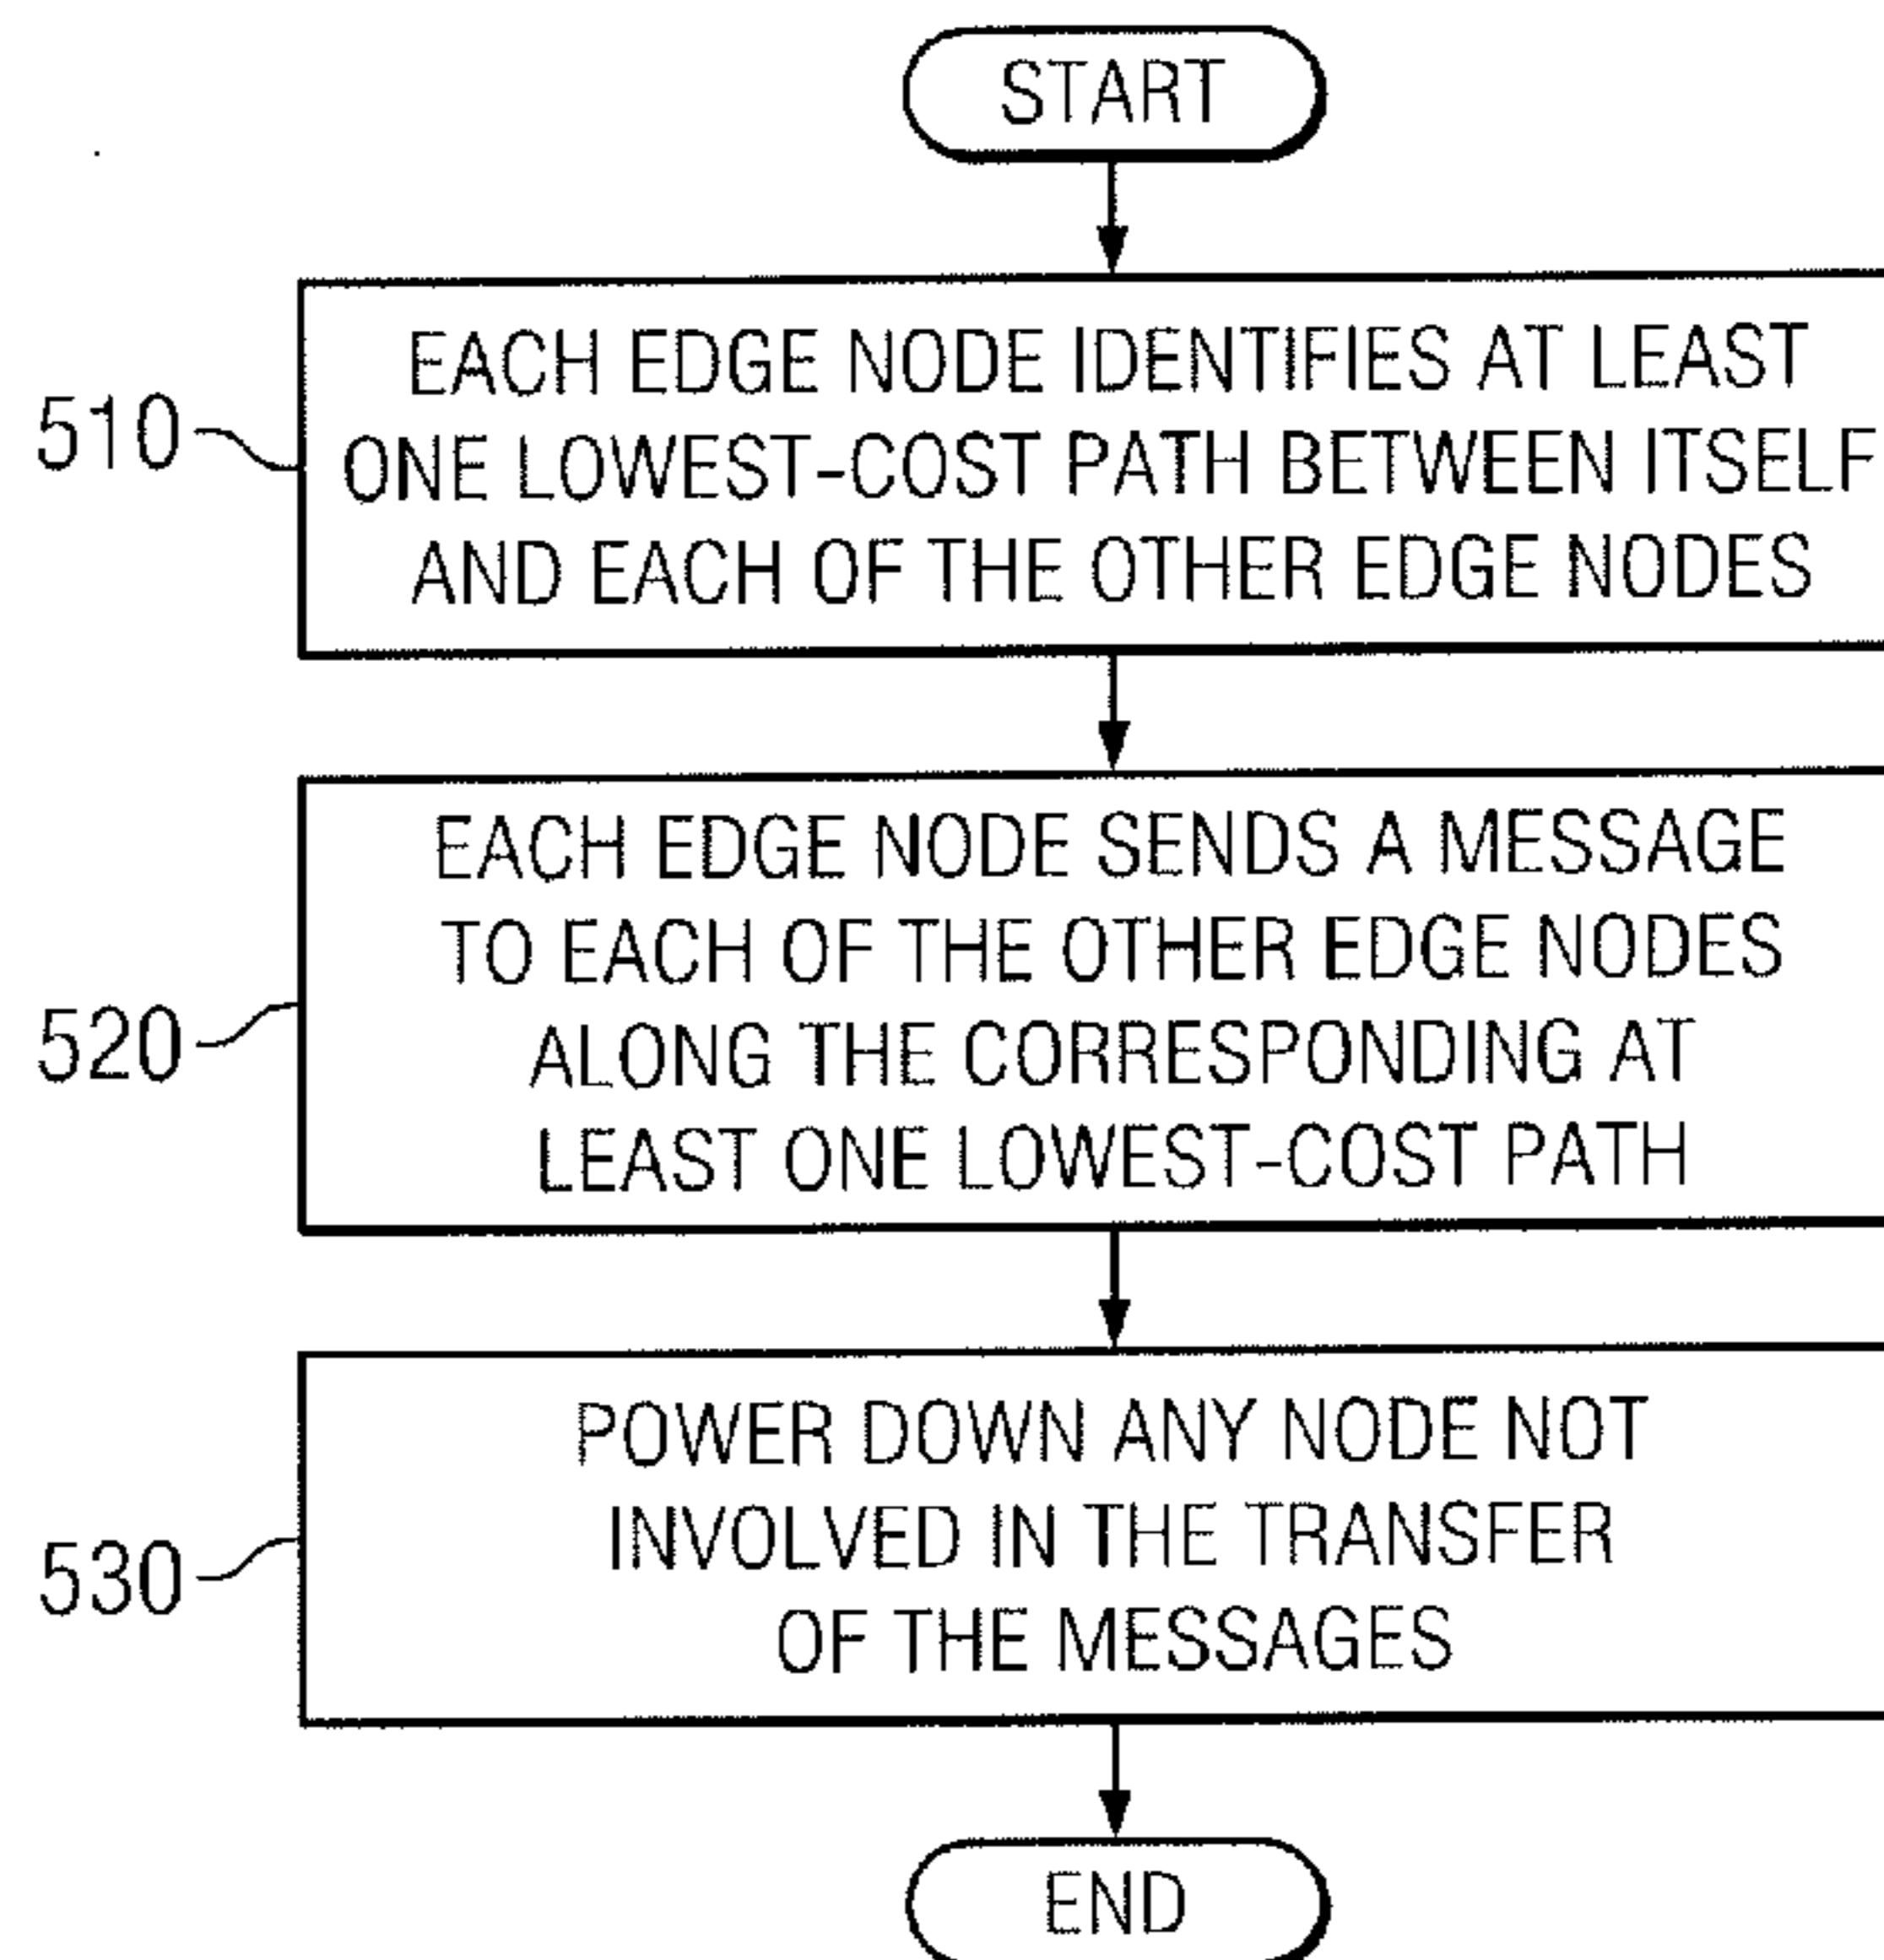 START
510
EACH EDGE NODE IDENTIFIES AT LEAST
ONE LOWEST-COST PATH BETWEEN ITSELF
AND EACH OF THE OTHER EDGE NODES
520
EACH EDGE NODE SENDS A MESSAGE
TO EACH OF THE OTHER EDGE NODES
ALONG THE CORRESPONDING AT
LEAST ONE LOWEST-COST PATH
530
POWER DOWN ANY NODE NOT
INVOLVED IN THE TRANSFER
OF THE MESSAGES
END